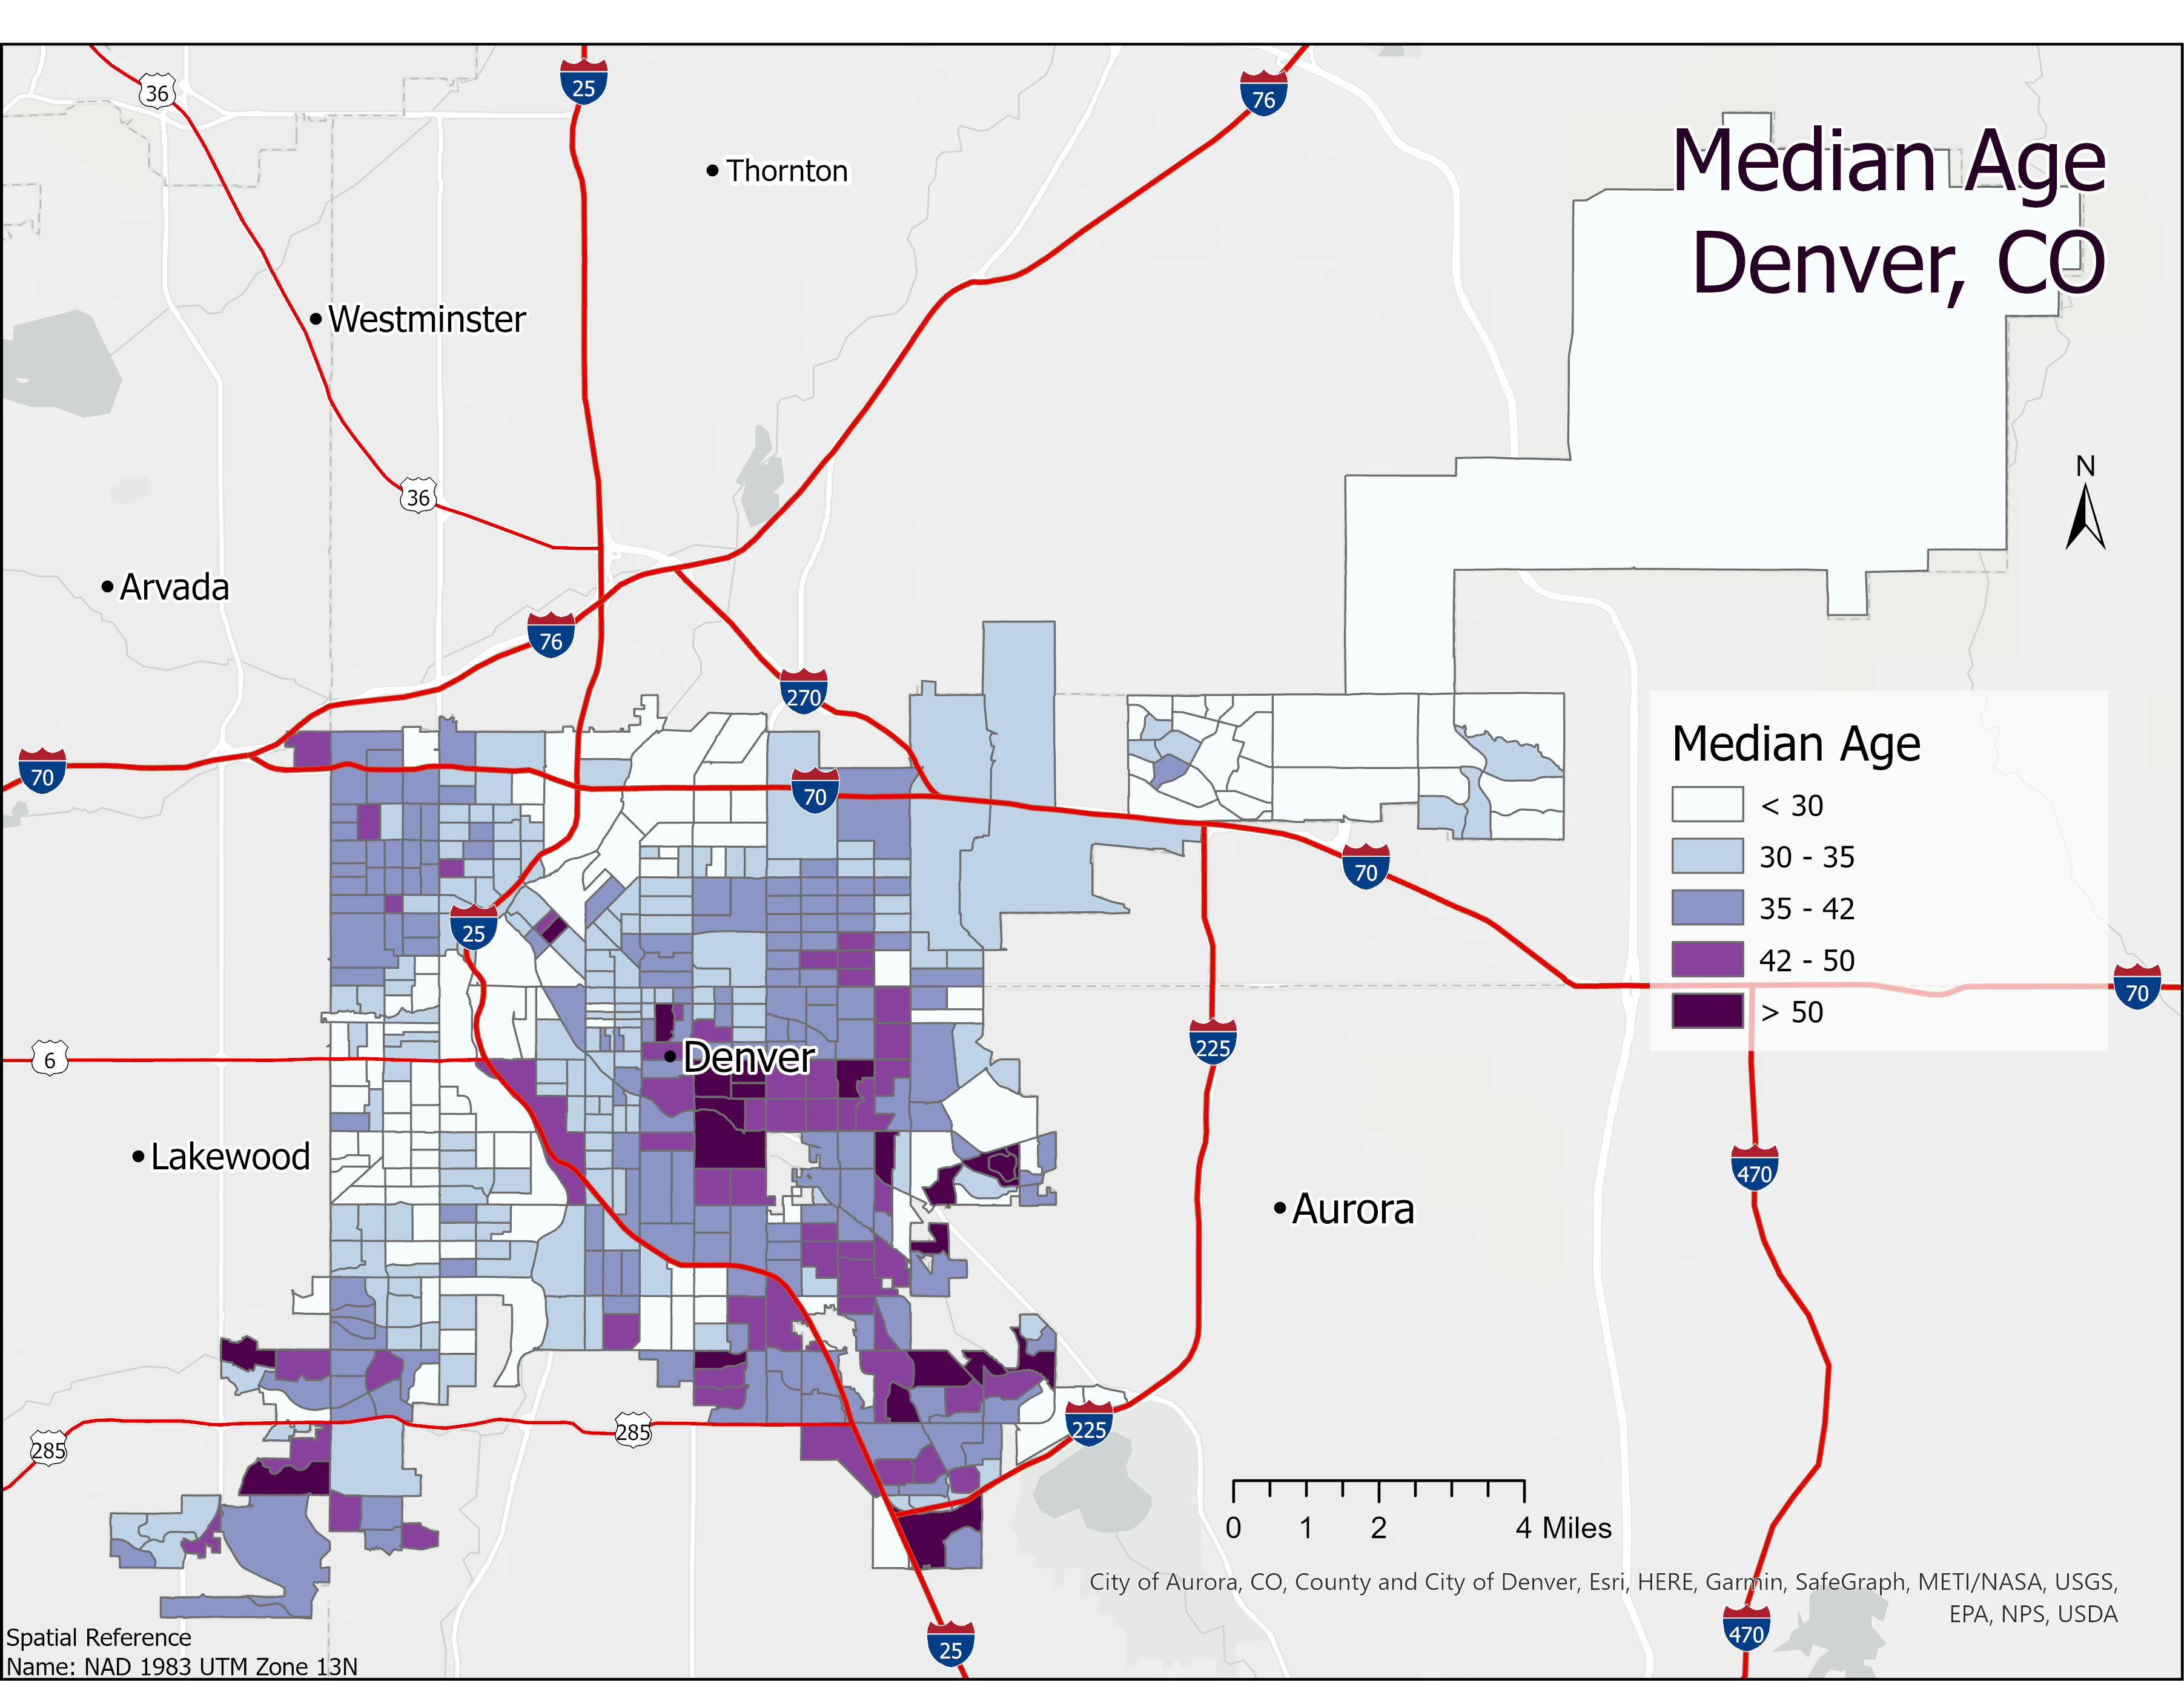 36
25
76
Thornton
Median Age
Denver, CO
Westminster
N
36
Arvada
76
270
70
70
Median Age
< 30
30 - 35
35 - 42
42 - 50
> 50
70
25
70
225
6
Denver
Lakewood
470
Aurora
285
285
225
0 1 2 4 Miles
City of Aurora, CO, County and City of Denver, Esri, HERE, Garmin, SafeGraph, METI/NASA, USGS,
EPA, NPS, USDA
25
470
Spatial Reference
Name: NAD 1983 UTM Zone 13N